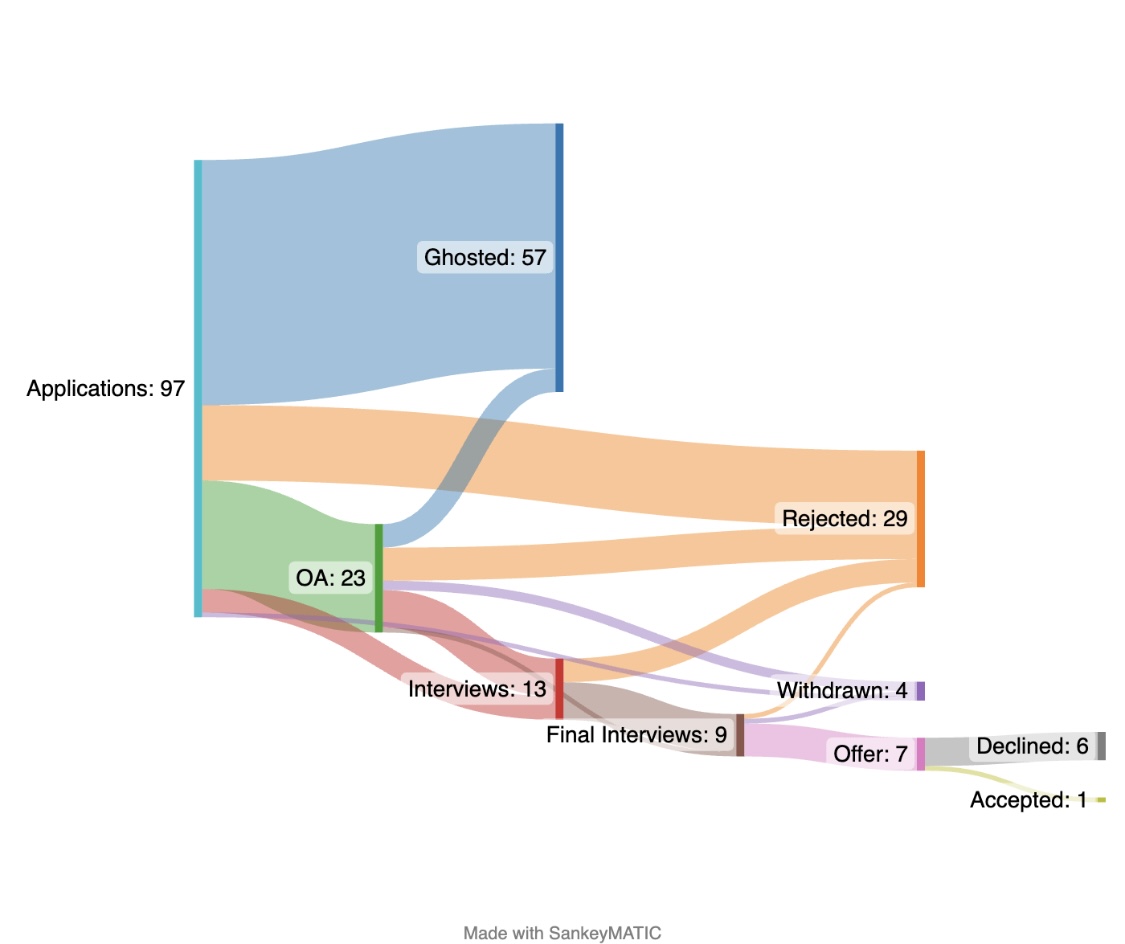 Ghosted: 57
Applications: 97
Rejected: 29
OA: 23
Interviews: 13
Withdrawn: 4
Final Interviews: 9
Offer: 7
Declined: 6
Accepted: 1
Made with SankeyMATIC